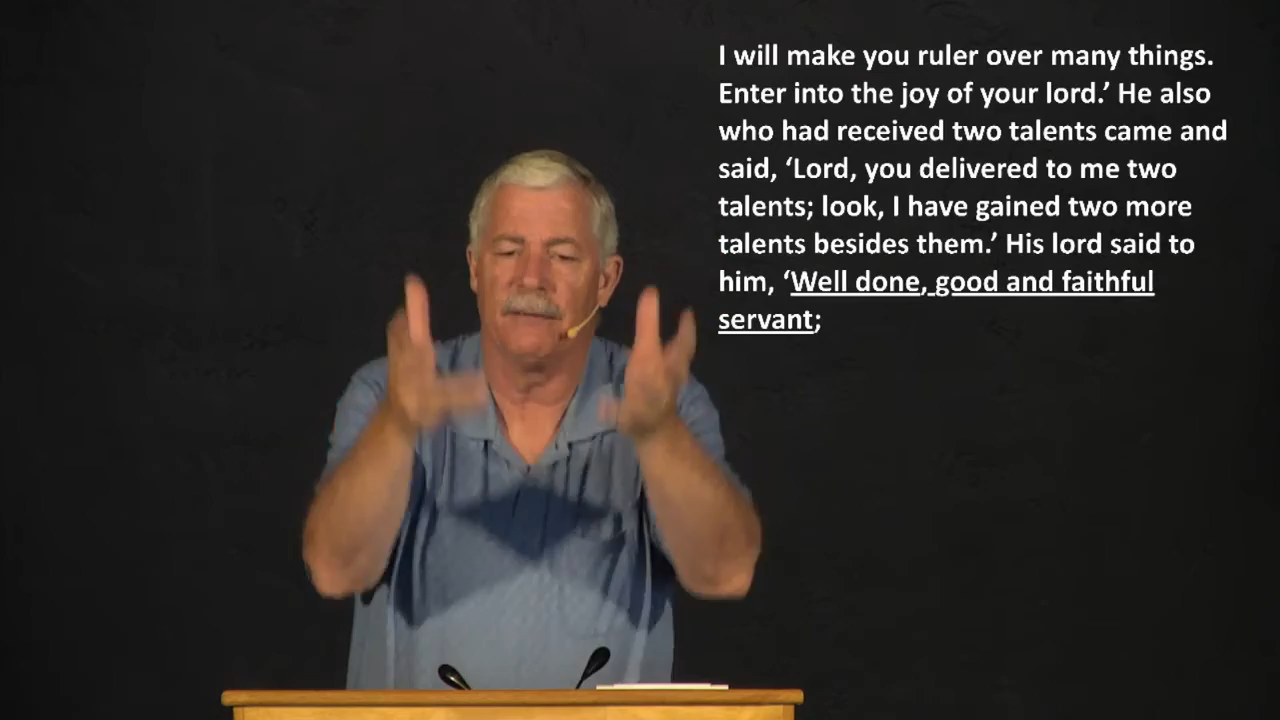 I will make you ruler over many things.
Enter into the joy of your lord.’ He also
who had received two talents came and
said, ‘Lord, you delivered to me two
talents; look, I have gained two more
talents besides them.’ His lord said to
him, ‘Well done, good and faithful
servant;